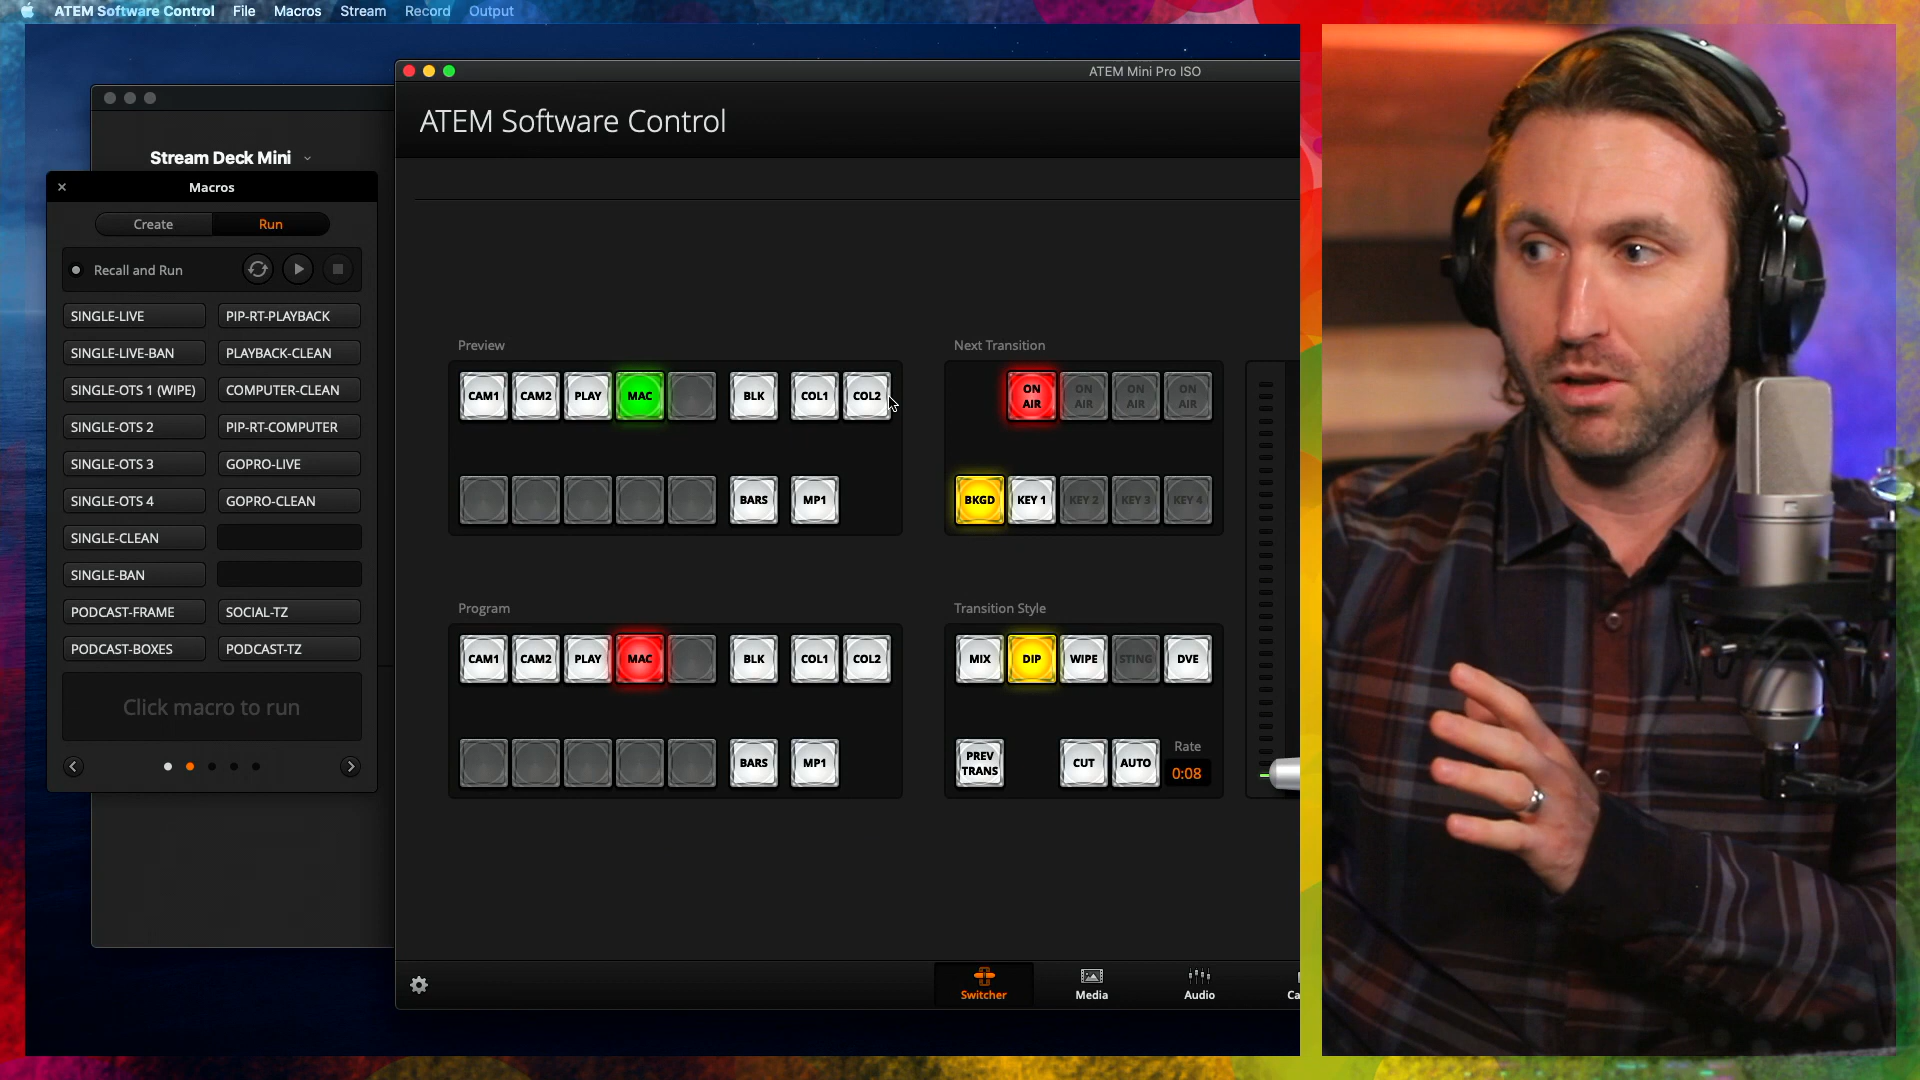 ATEM Software Control File Macros Stream Record Output
ATEM Mini Pro ISO
ATEM Software Control
Stream Deck Mini
Macros
Create Run
Recall and Run
SINGLE-LIVE PIP-RT-PLAYBACK
SINGLE-LIVE-BAN PLAYBACK-CLEAN
SINGLE-OTS 1 (WIPE) COMPUTER-CLEAN
SINGLE-OTS 2 PIP-RT-COMPUTER
SINGLE-OTS 3 GOPRO-LIVE
SINGLE-OTS 4 GOPRO-CLEAN
SINGLE-CLEAN
SINGLE-BAN
PODCAST-FRAME SOCIAL-TZ
PODCAST-BOXES PODCAST-TZ
Click macro to run
Preview
CAM1 CAM2 PLAY MAC BLK COL1 COL2
BARS MP1
Next Transition
ON AIR ON AIR ON AIR ON AIR
BKGD KEY 1 KEY 2 KEY 3 KEY 4
Program
CAM1 CAM2 PLAY MAC BLK COL1 COL2
BARS MP1
Transition Style
MIX DIP WIPE STING DVE
PREV TRANS CUT AUTO Rate 0:08
Switcher Media Audio Ca